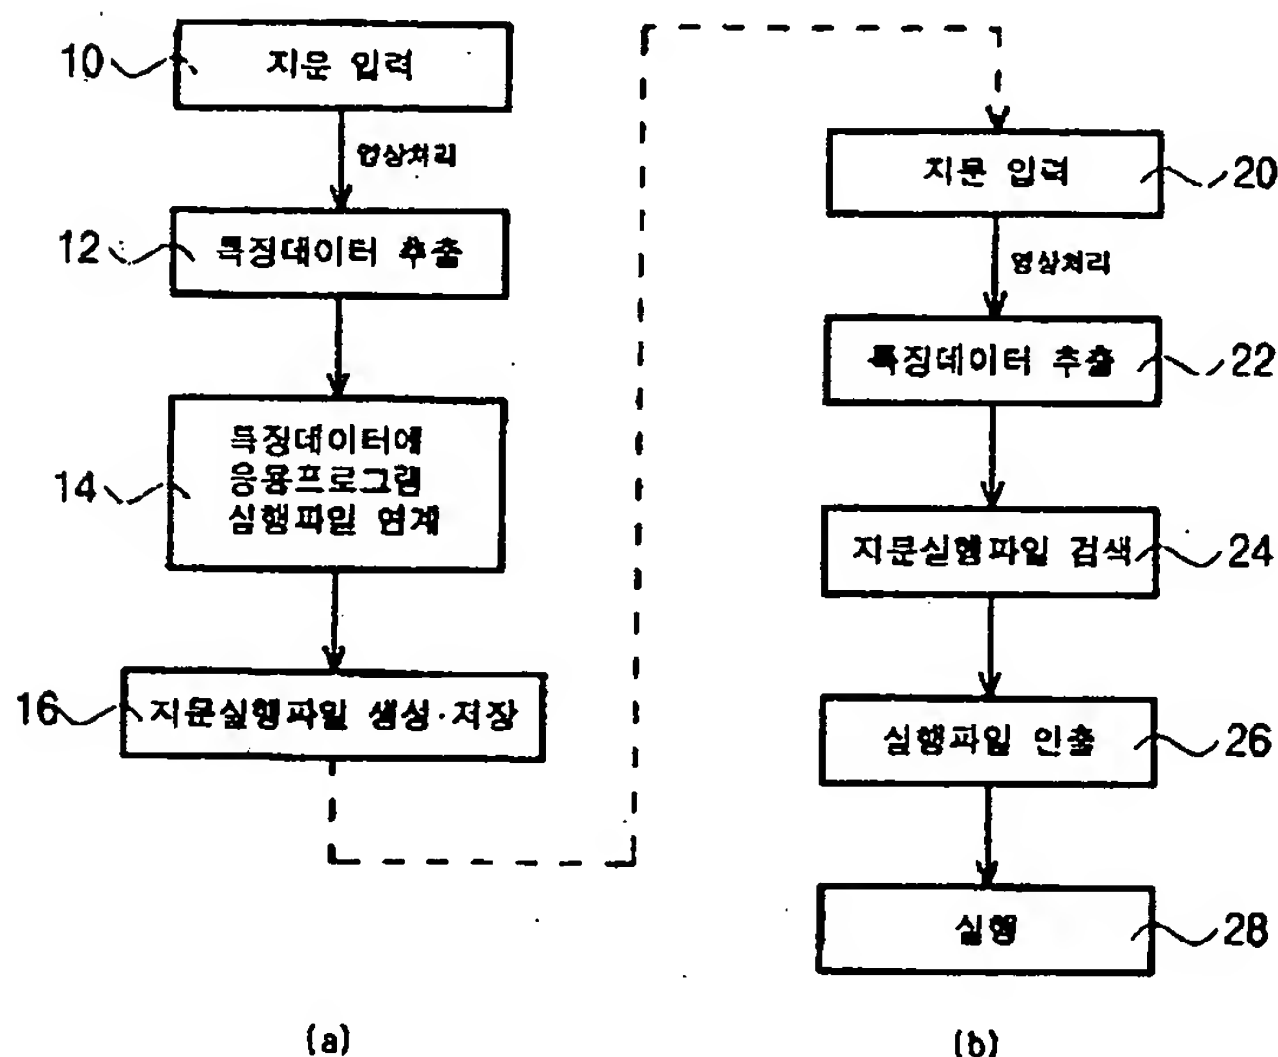 10
지문 입력
영상처리
12
특징데이터 추출
14
특징데이터에
응용프로그램
실행파일 연계
16
지문실행파일 생성·저장
(a)
지문 입력
20
영상처리
특징데이터 추출
22
지문실행파일 검색
24
실행파일 인출
26
실행
28
(b)